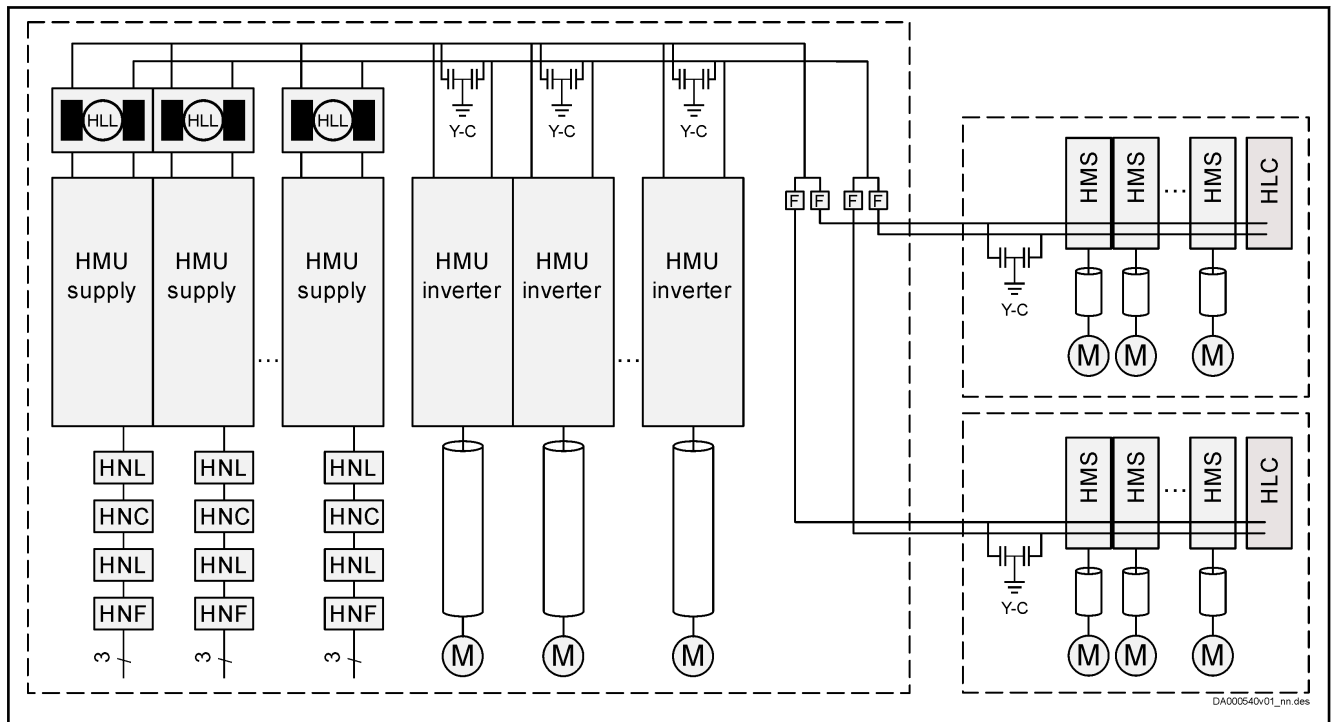 HLL HLL HLL
Y-C Y-C Y-C
HMU
supply
HMU
supply
...
HMU
supply
HMU
inverter
HMU
inverter
...
HMU
inverter
F F F F
HNL HNL HNL
HNC HNC HNC
HNL HNL HNL
HNF HNF HNF
3 3 3
M M M
HMS HMS ... HMS HLC
Y-C
M M M
HMS HMS ... HMS HLC
Y-C
M M M
DA000540v01_nn.des